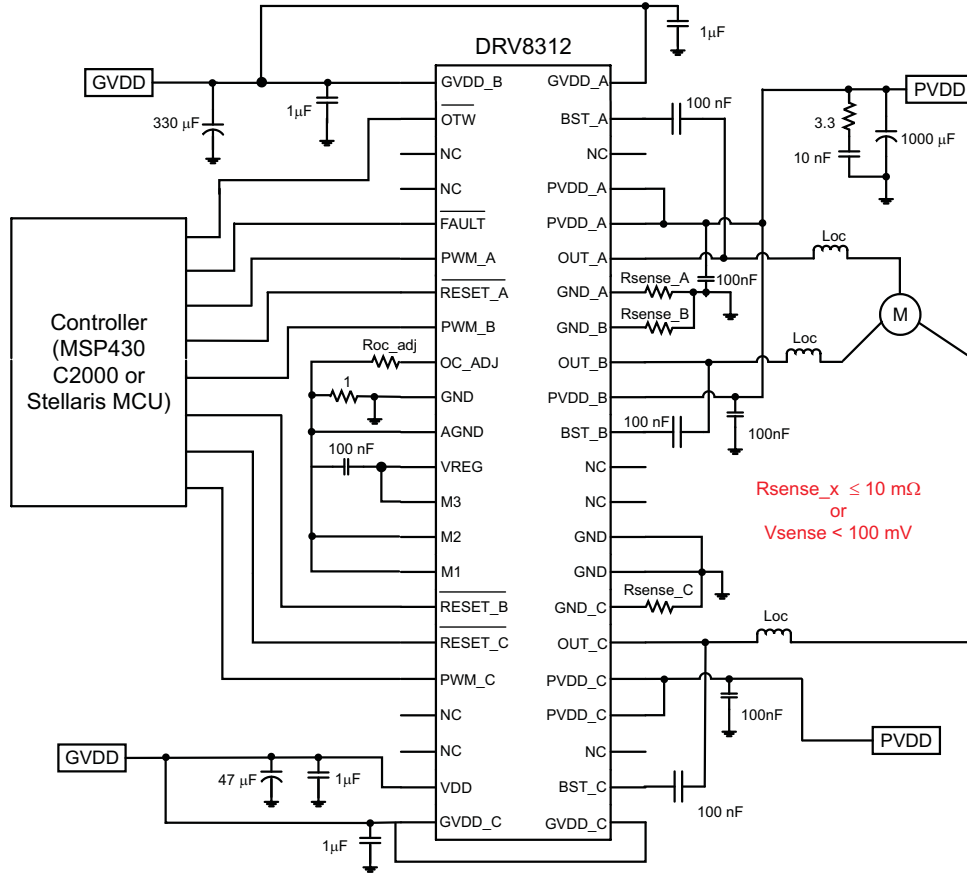 DRV8312
GVDD
330 μF
1μF
1μF
GVDD_B
OTW
NC
NC
FAULT
PWM_A
RESET_A
PWM_B
OC_ADJ
GND
AGND
VREG
M3
M2
M1
RESET_B
RESET_C
PWM_C
NC
NC
VDD
GVDD_C
GVDD_A
BST_A
NC
PVDD_A
PVDD_A
OUT_A
GND_A
GND_B
OUT_B
PVDD_B
BST_B
NC
NC
GND
GND
GND_C
OUT_C
PVDD_C
PVDD_C
NC
BST_C
GVDD_C
Controller
(MSP430
C2000 or
Stellaris MCU)
Roc_adj
1
100 nF
GVDD
47 μF
1μF
1μF
100 nF
PVDD
3.3
10 nF
1000 μF
Loc
Rsense_A
100nF
Rsense_B
M
Loc
100 nF
100nF
Rsense_x ≤ 10 mΩ
or
Vsense < 100 mV
Rsense_C
Loc
100nF
PVDD
100 nF